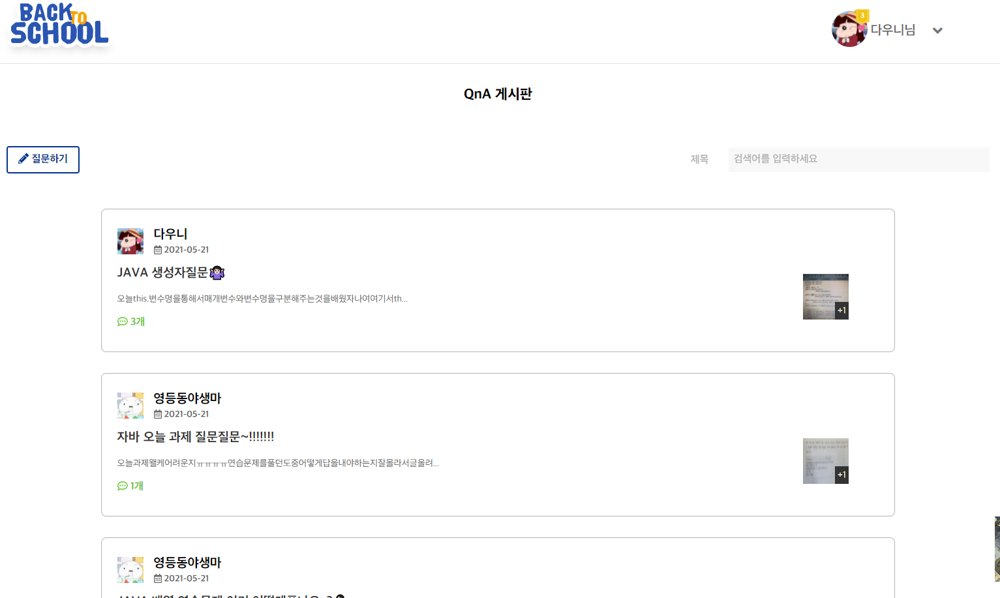 BACK TO SCHOOL
3
다우니님
QnA 게시판
질문하기
제목
검색어를 입력하세요
다우니
2021-05-21
JAVA 생성자질문🤷🏻‍♀️
오늘this.변수명을통해서매개변수와변수명을구분해주는것을배웠자나여여기서th...
3개
+1
영등동야생마
2021-05-21
자바 오늘 과제 질문질문~!!!!!!!
오늘과제왤케어려운지ㅠㅠㅠㅠ연습문제를풀던도중어떻게답을내야하는지잘몰라서글올려...
1개
+1
영등동야생마
2021-05-21